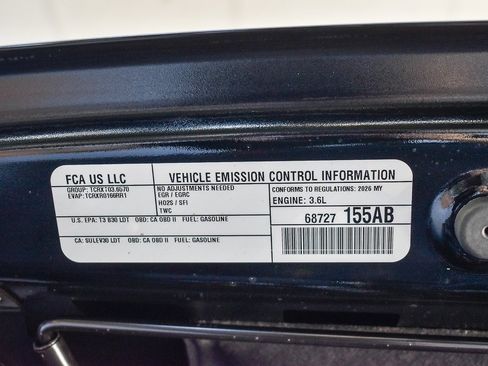 FCA US LLC
VEHICLE EMISSION CONTROL INFORMATION
GROUP: TCRXT03.6570
EVAP: TCRXR0166RR1
NO ADJUSTMENTS NEEDED
EGR / EGRC
HO2S / SFI
TWC
CONFORMS TO REGULATIONS: 2026 MY
ENGINE: 3.6L
U.S. EPA: T3 B30 LDT OBD: CA OBD II FUEL: GASOLINE
68727 155AB
CA: SULEV30 LDT OBD: CA OBD II FUEL: GASOLINE